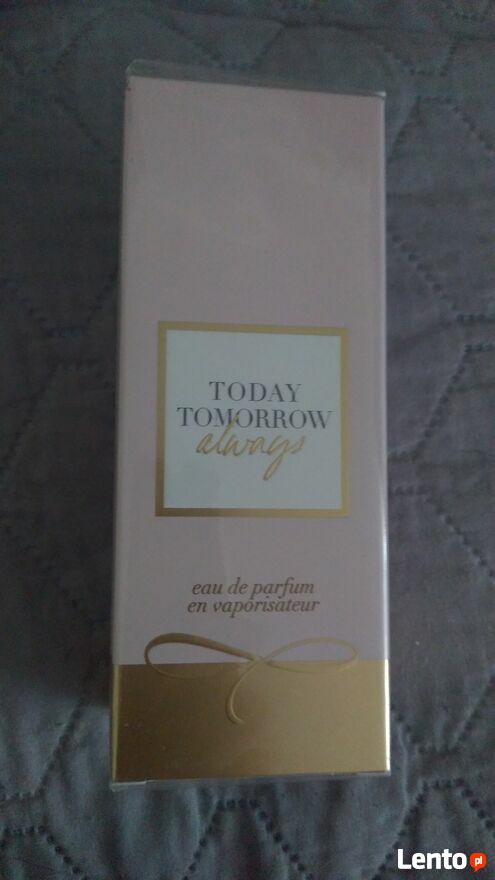 TODAY
TOMORROW
always
eau de parfum
en vaporisateur
Lento.pl